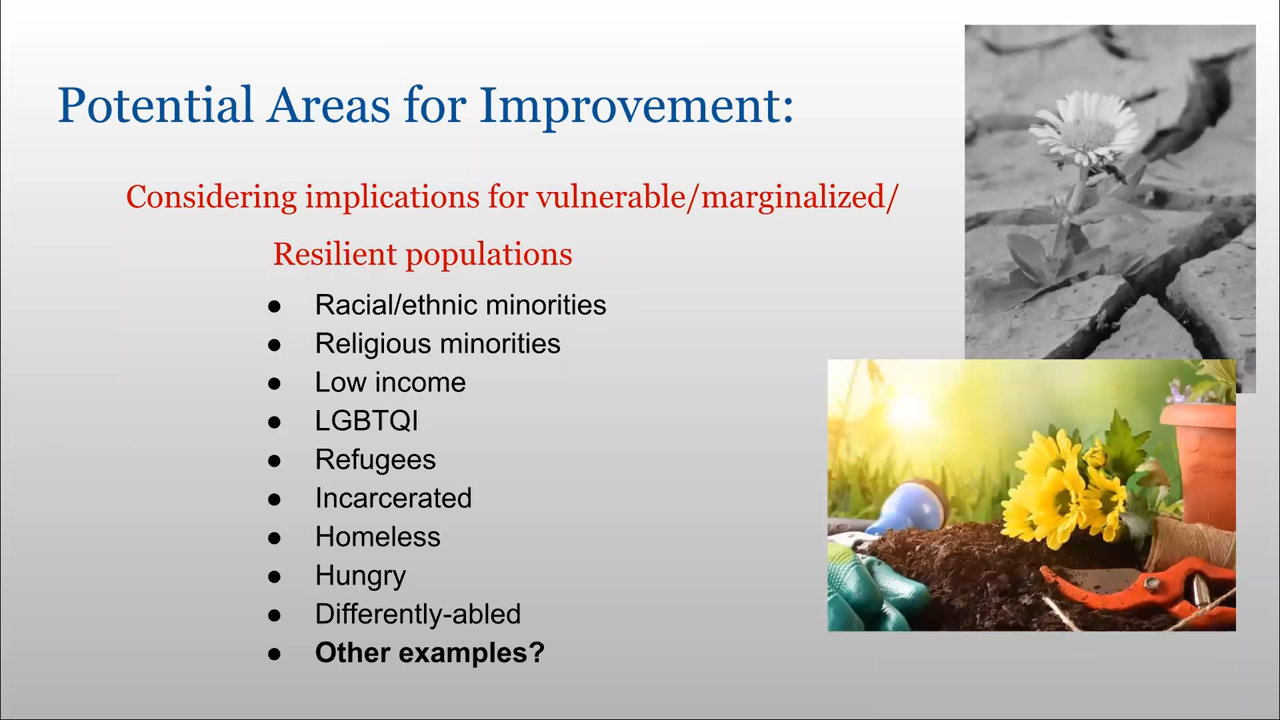 Potential Areas for Improvement:
Considering implications for vulnerable/marginalized/
Resilient populations
● Racial/ethnic minorities
● Religious minorities
● Low income
● LGBTQI
● Refugees
● Incarcerated
● Homeless
● Hungry
● Differently-abled
● Other examples?